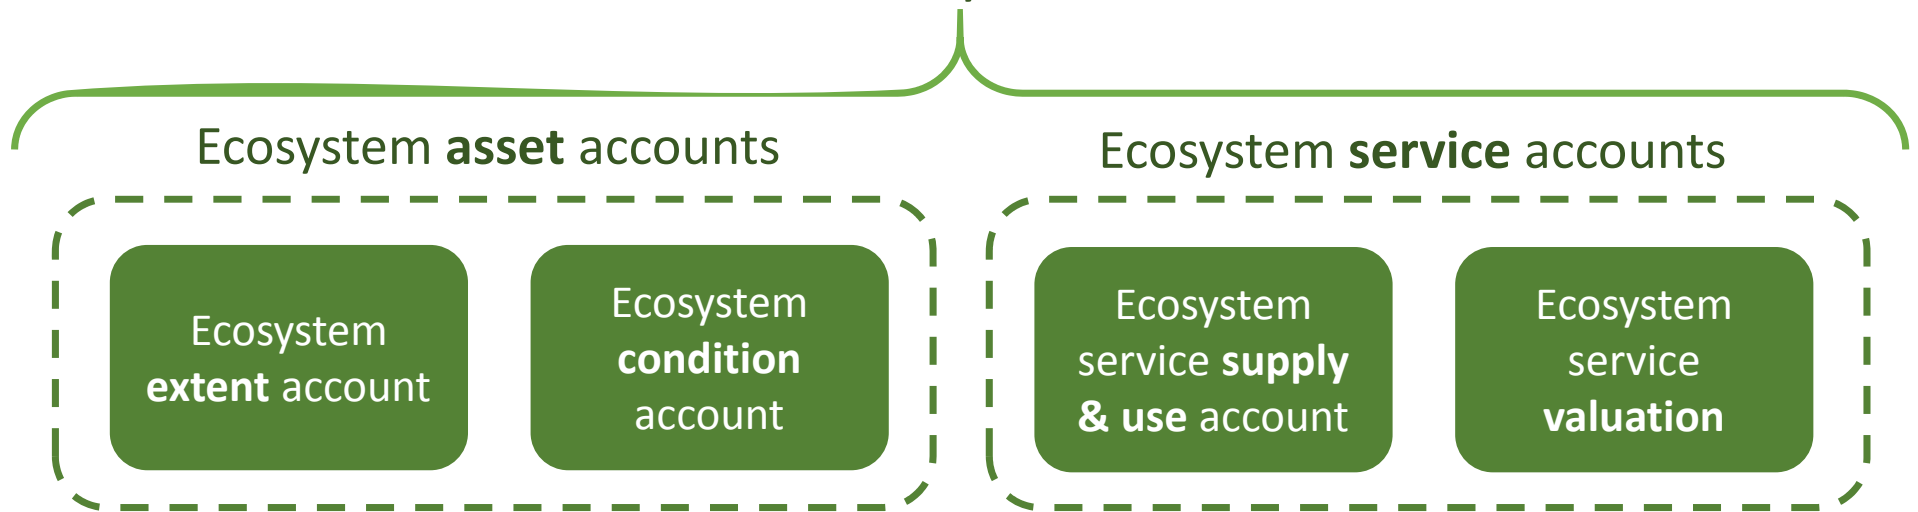 Ecosystem asset accounts
Ecosystem service accounts
Ecosystem
extent account
Ecosystem
condition
account
Ecosystem
service supply
& use account
Ecosystem
service
valuation